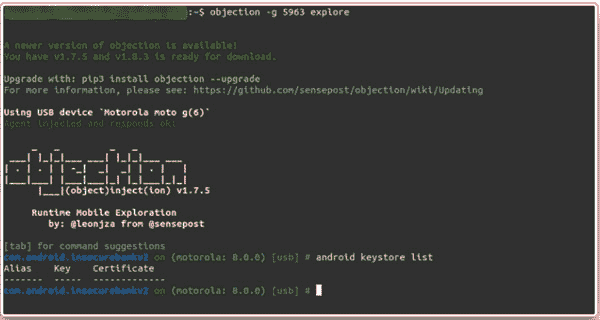 :~$ objection -g 5963 explore
A newer version of objection is available!
You have v1.7.5 and v1.8.3 is ready for download.
Upgrade with: pip3 install objection --upgrade
For more information, please see: https://github.com/sensepost/objection/wiki/Updating
Using USB device `Motorola moto g(6)`
Agent injected and responds ok!
|___|(object)inject(ion) v1.7.5
Runtime Mobile Exploration
by: @leonjza from @sensepost
[tab] for command suggestions
com.android.insecurebankv2 on (motorola: 8.0.0) [usb] # android keystore list
Alias Key Certificate
----- --- -----------
com.android.insecurebankv2 on (motorola: 8.0.0) [usb] #